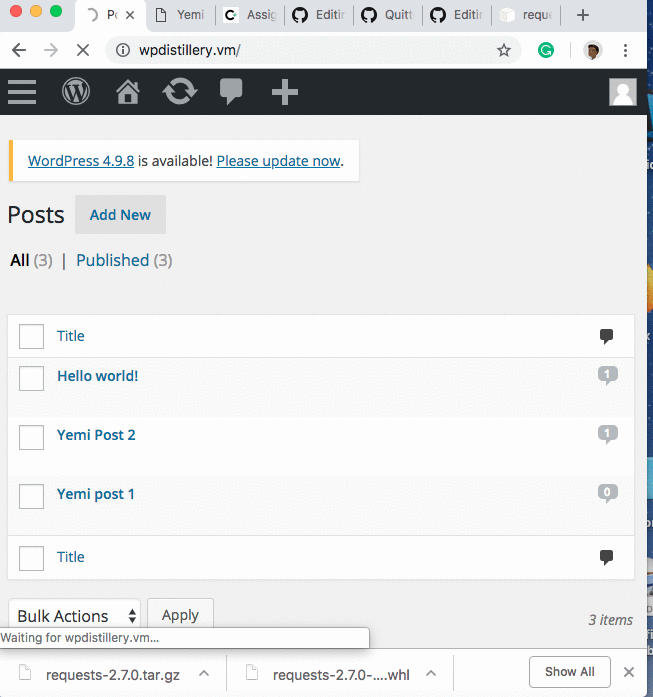 Po
Yemi
Assig
Editin
Quitt
Editin
reque
wpdistillery.vm/
WordPress 4.9.8 is available! Please update now.
Posts
Add New
All (3) | Published (3)
Title
Hello world!
1
Yemi Post 2
1
Yemi post 1
0
Title
Bulk Actions
Apply
3 items
Waiting for wpdistillery.vm...
requests-2.7.0.tar.gz
requests-2.7.0-....whl
Show All